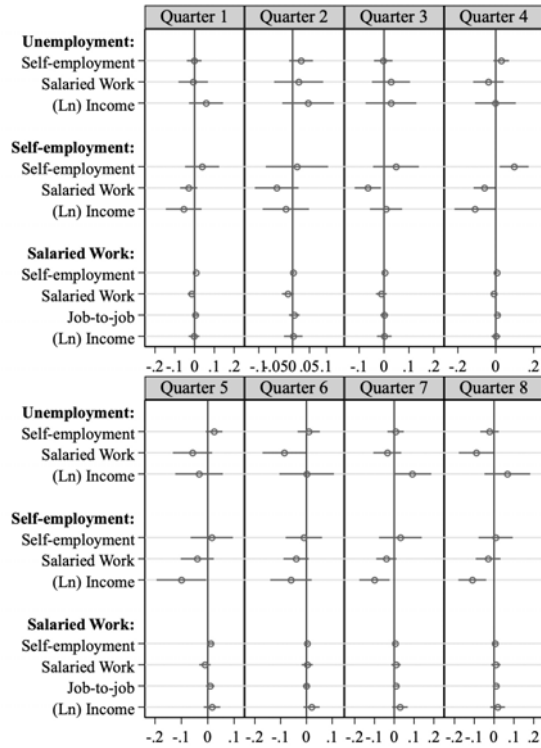 Quarter 1 Quarter 2 Quarter 3 Quarter 4
Unemployment:
Self-employment
Salaried Work
(Ln) Income
Self-employment:
Self-employment
Salaried Work
(Ln) Income
Salaried Work:
Self-employment
Salaried Work
Job-to-job
(Ln) Income
-.2 -.1 0 .1 .2 -.1-.050.05.1 -.1 0 .1 .2 -.2 0 .2
Quarter 5 Quarter 6 Quarter 7 Quarter 8
Unemployment:
Self-employment
Salaried Work
(Ln) Income
Self-employment:
Self-employment
Salaried Work
(Ln) Income
Salaried Work:
Self-employment
Salaried Work
Job-to-job
(Ln) Income
-.2 -.1 0 .1 -.2 -.1 0 .1 -.2 -.1 0 .1 .2 -.2 -.1 0 .1 .2